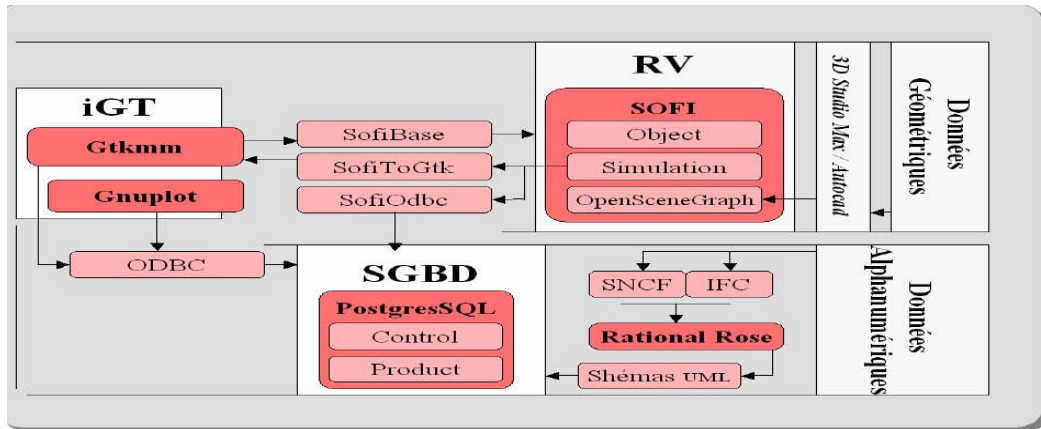 iGT
Gtkmm
Gnuplot
ODBC
SofiBase
SofiToGtk
SofiOdbc
RV
SOFI
Object
Simulation
OpenSceneGraph
3D Studio Max / Autocad
Données
Géométriques
SGBD
PostgresSQL
Control
Product
SNCF
IFC
Rational Rose
Shémas UML
Données
Alphanumériques